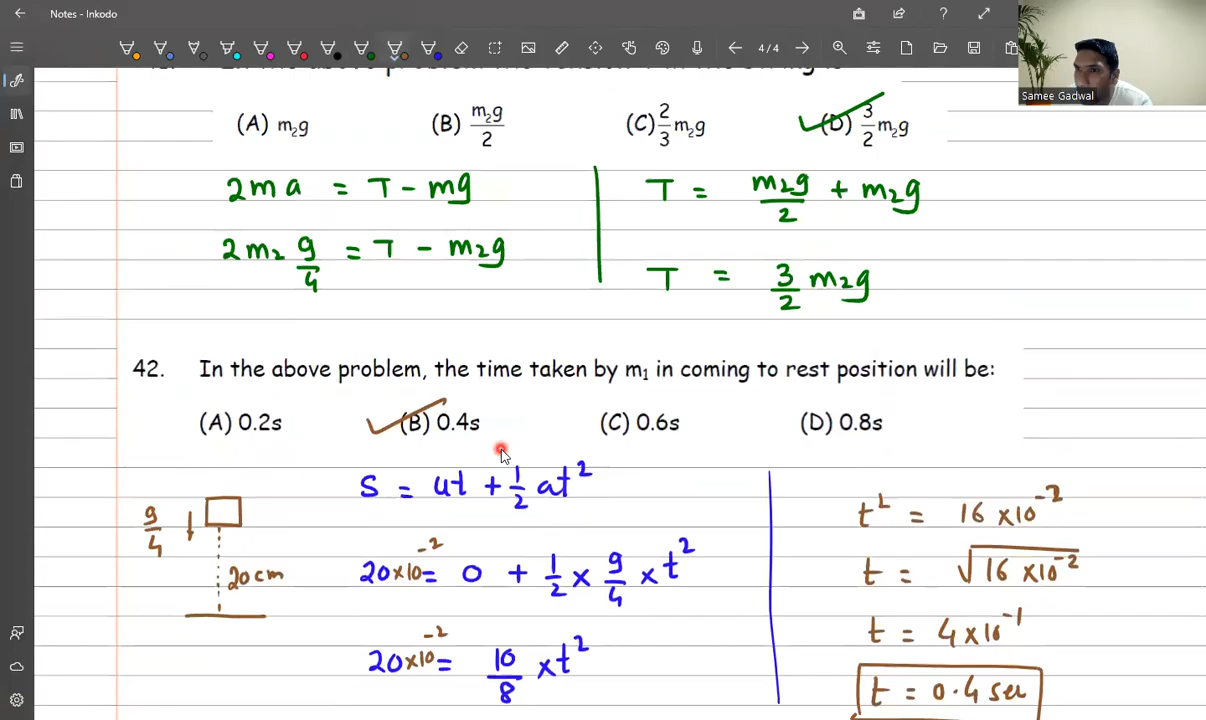 Notes - Inkodo
4/4
Samee Gadwal
(A) m₂g (B) m₂g/2 (C) 2/3 m₂g (D) 3/2 m₂g
2ma = T - mg
2m₂ g/4 = T - m₂g
T = m₂g/2 + m₂g
T = 3/2 m₂g
42. In the above problem, the time taken by m₁ in coming to rest position will be:
(A) 0.2s (B) 0.4s (C) 0.6s (D) 0.8s
g/4
20cm
S = ut + 1/2 at²
20×10⁻² = 0 + 1/2 × g/4 × t²
20×10⁻² = 10/8 × t²
t² = 16×10⁻²
t = √16×10⁻²
t = 4×10⁻¹
t = 0.4 sec